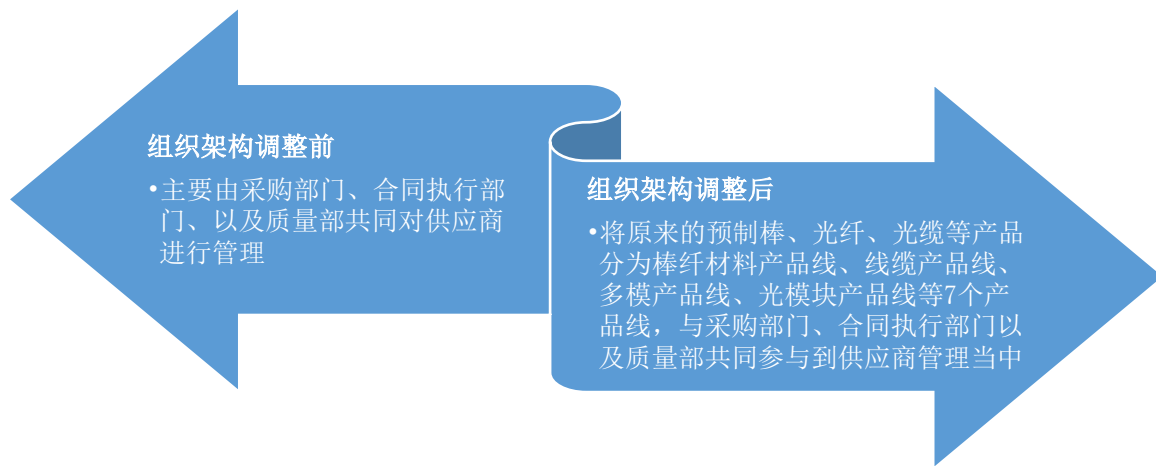 组织架构调整前
•主要由采购部门、合同执行部
门、以及质量部共同对供应商
进行管理
组织架构调整后
•将原来的预制棒、光纤、光缆等产品
分为棒纤材料产品线、线缆产品线、
多模产品线、光模块产品线等7个产
品线，与采购部门、合同执行部门以
及质量部共同参与到供应商管理当中